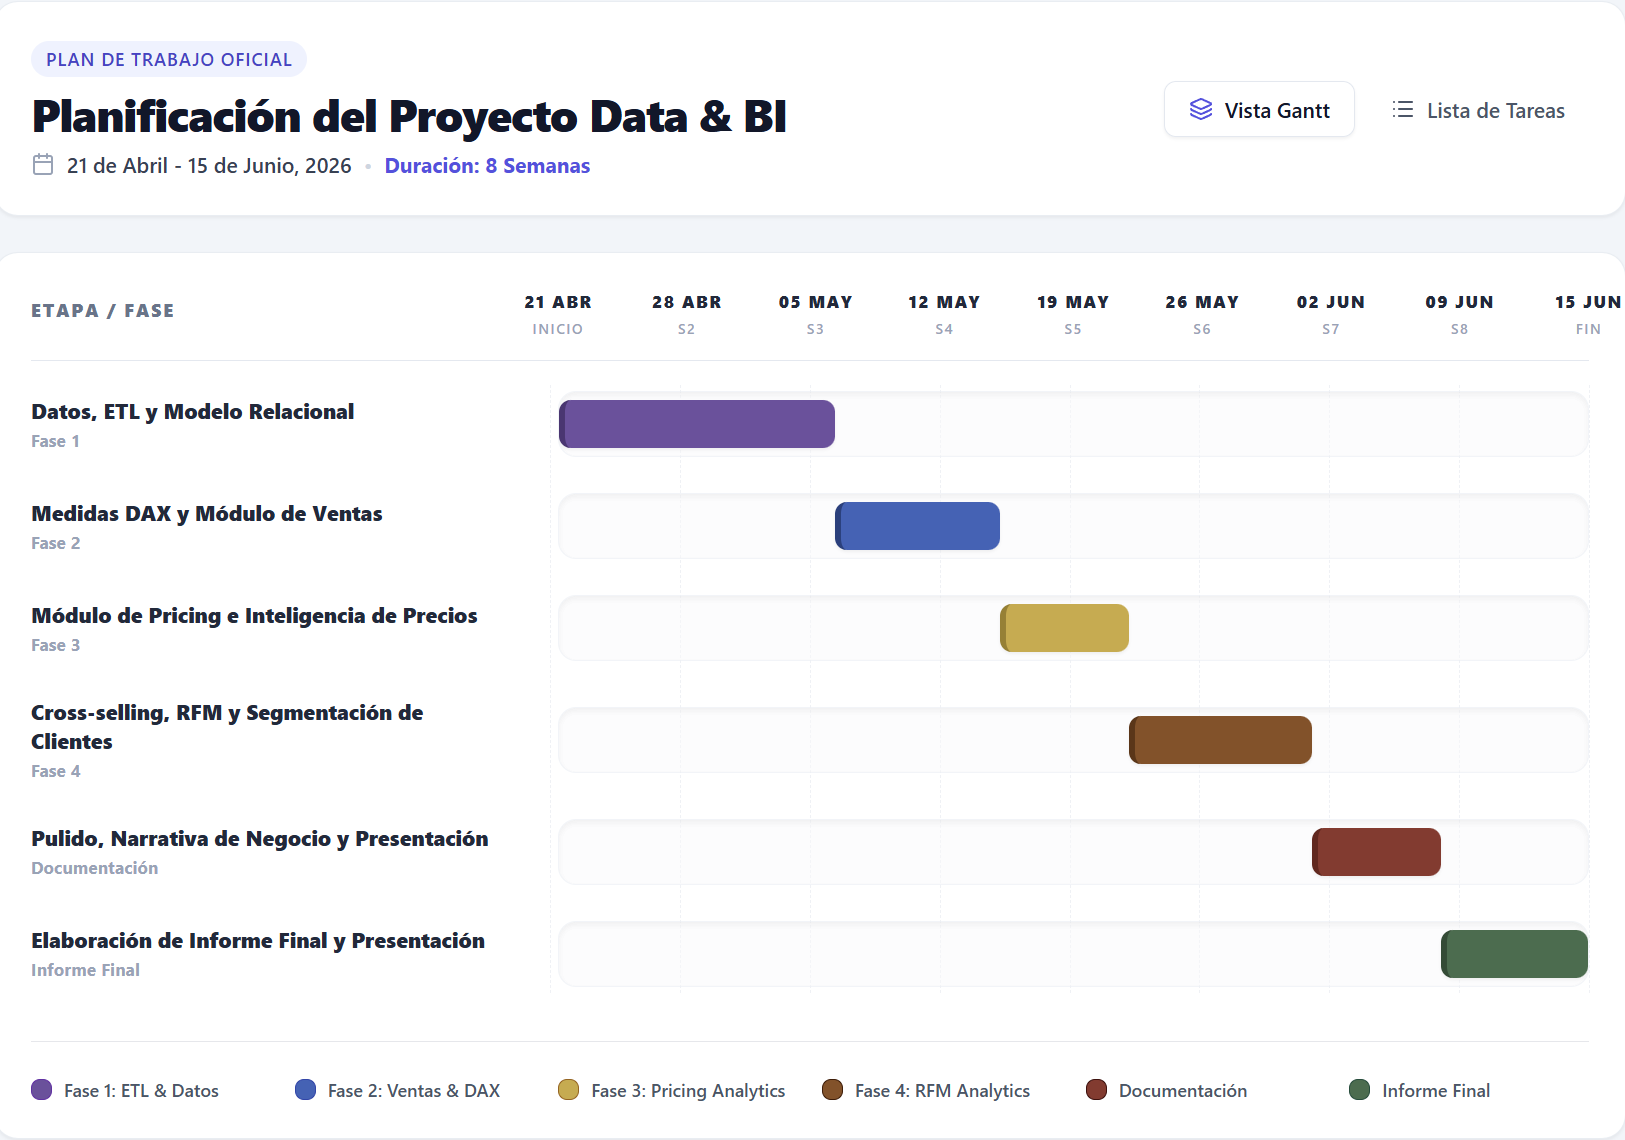 PLAN DE TRABAJO OFICIAL
Planificación del Proyecto Data & BI
21 de Abril - 15 de Junio, 2026 • Duración: 8 Semanas
Vista Gantt
Lista de Tareas
ETAPA / FASE
21 ABR 28 ABR 05 MAY 12 MAY 19 MAY 26 MAY 02 JUN 09 JUN 15 JUN
INICIO S2 S3 S4 S5 S6 S7 S8 FIN
Datos, ETL y Modelo Relacional
Fase 1
Medidas DAX y Módulo de Ventas
Fase 2
Módulo de Pricing e Inteligencia de Precios
Fase 3
Cross-selling, RFM y Segmentación de
Clientes
Fase 4
Pulido, Narrativa de Negocio y Presentación
Documentación
Elaboración de Informe Final y Presentación
Informe Final
Fase 1: ETL & Datos Fase 2: Ventas & DAX Fase 3: Pricing Analytics Fase 4: RFM Analytics Documentación Informe Final